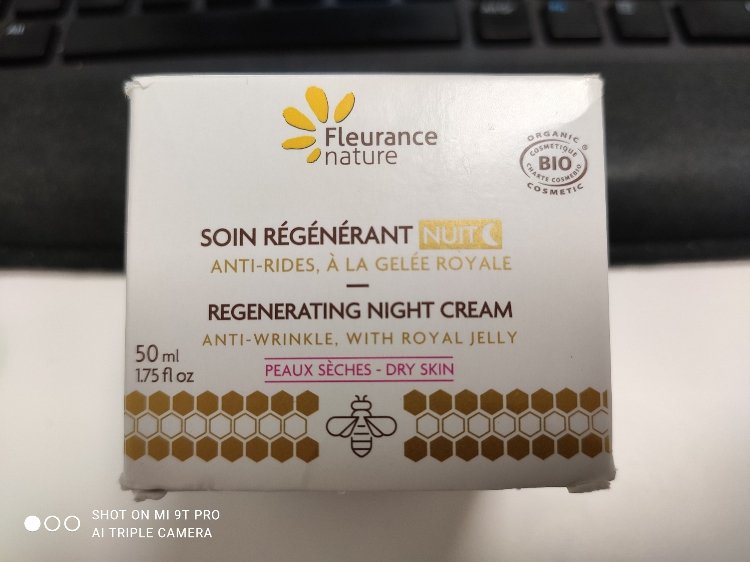 Fleurance
nature
ORGANIC
COSMETIQUE
BIO
CHARTE COSMEBIO
COSMETIC
®
SOIN RÉGÉNÉRANT NUIT
ANTI-RIDES, À LA GELÉE ROYALE
REGENERATING NIGHT CREAM
ANTI-WRINKLE, WITH ROYAL JELLY
50 ml
1.75 fl oz
PEAUX SÈCHES - DRY SKIN
SHOT ON MI 9T PRO
AI TRIPLE CAMERA